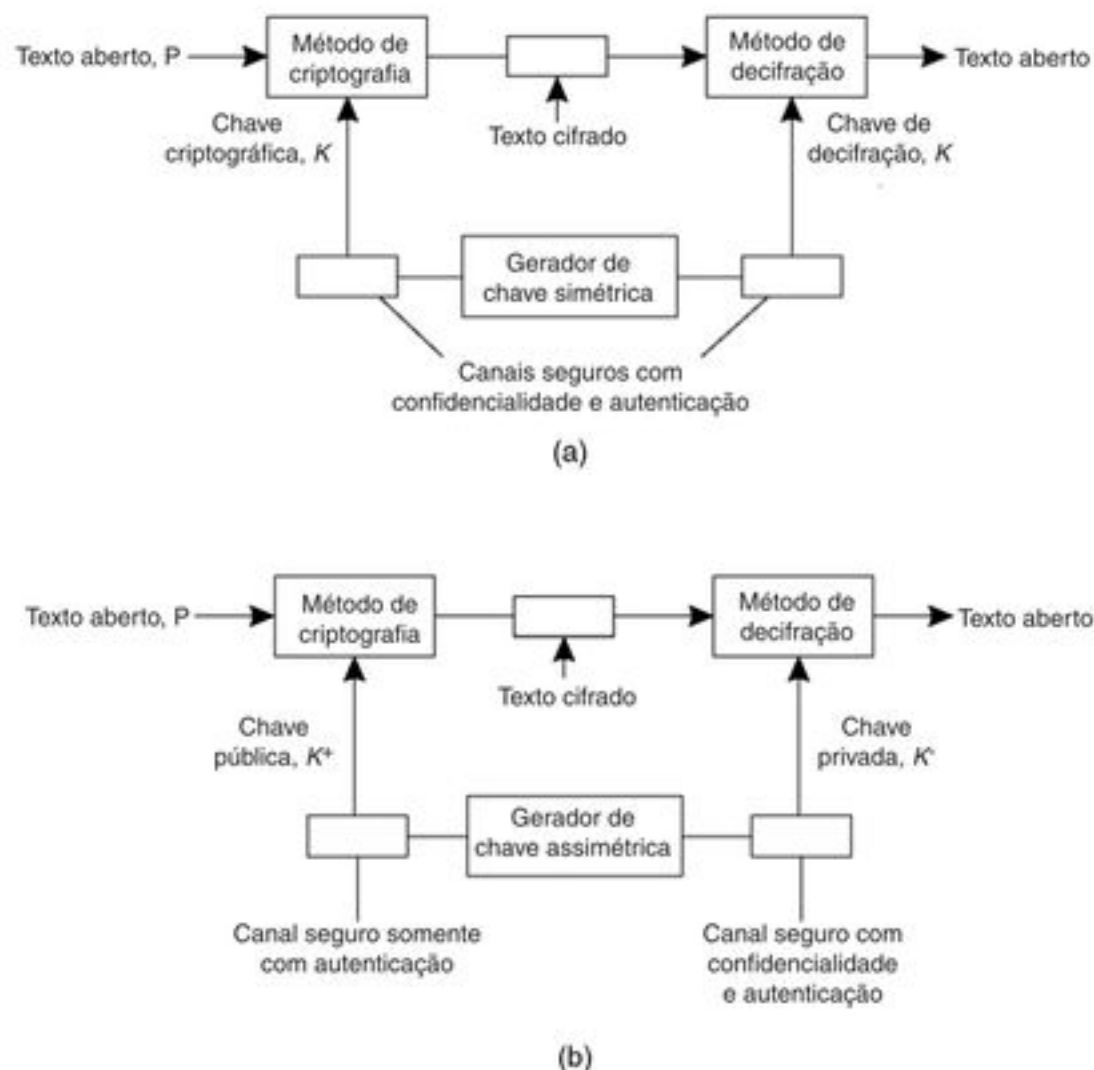 Texto aberto, P
Método de
criptografia
Método de
decifração
Texto aberto
Chave
criptográfica, K
Texto cifrado
Chave de
decifração, K
Gerador de
chave simétrica
Canais seguros com
confidencialidade e autenticação
(a)
Texto aberto, P
Método de
criptografia
Método de
decifração
Texto aberto
Texto cifrado
Chave
pública, K⁺
Chave
privada, K⁻
Gerador de
chave assimétrica
Canal seguro somente
com autenticação
Canal seguro com
confidencialidade
e autenticação
(b)